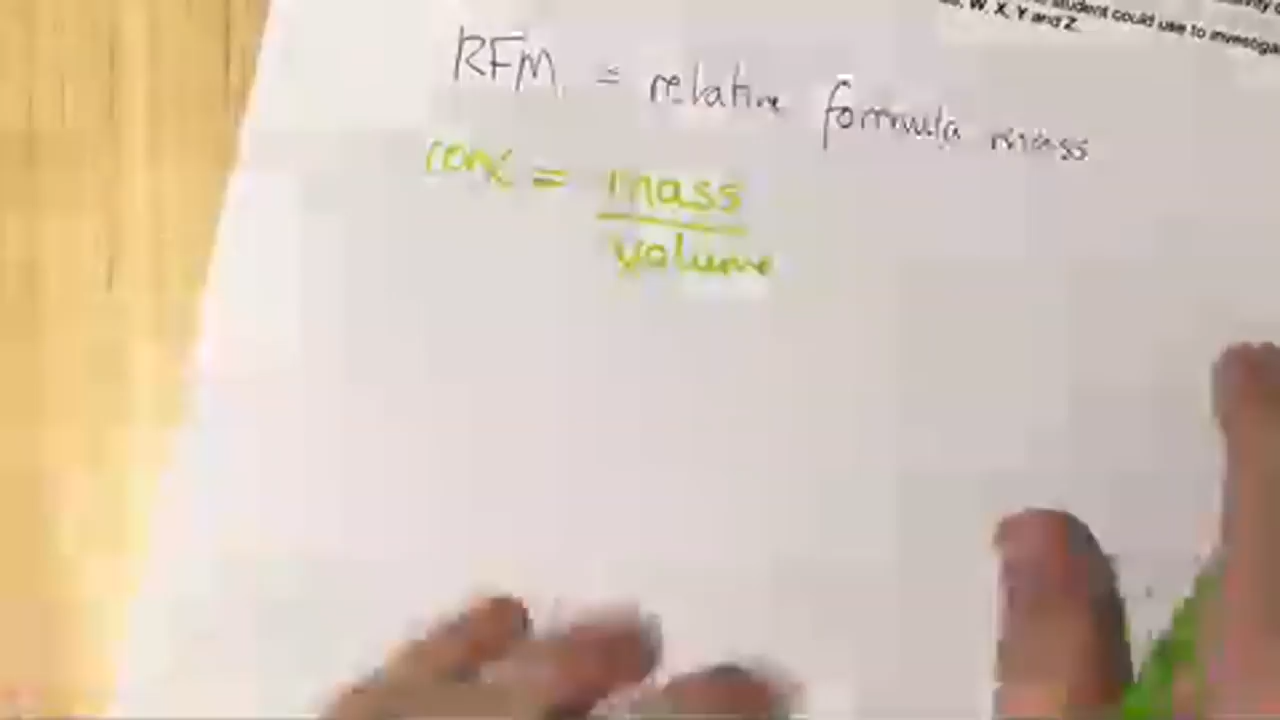 student could use to investiga
W, X, Y and Z.
RFM = relative formula mass
conc = mass
volume